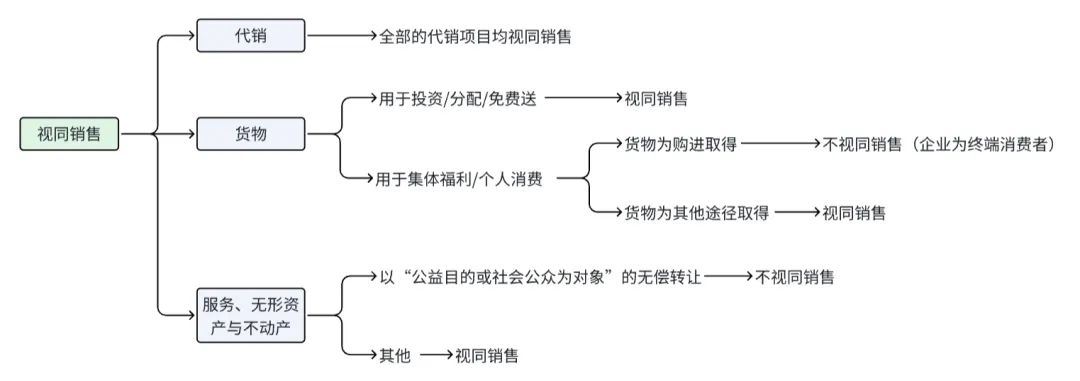 视同销售
代销
全部的代销项目均视同销售
货物
用于投资/分配/免费送
视同销售
用于集体福利/个人消费
货物为购进取得
不视同销售（企业为终端消费者）
货物为其他途径取得
视同销售
服务、无形资
产与不动产
以“公益目的或社会公众为对象”的无偿转让
不视同销售
其他
视同销售